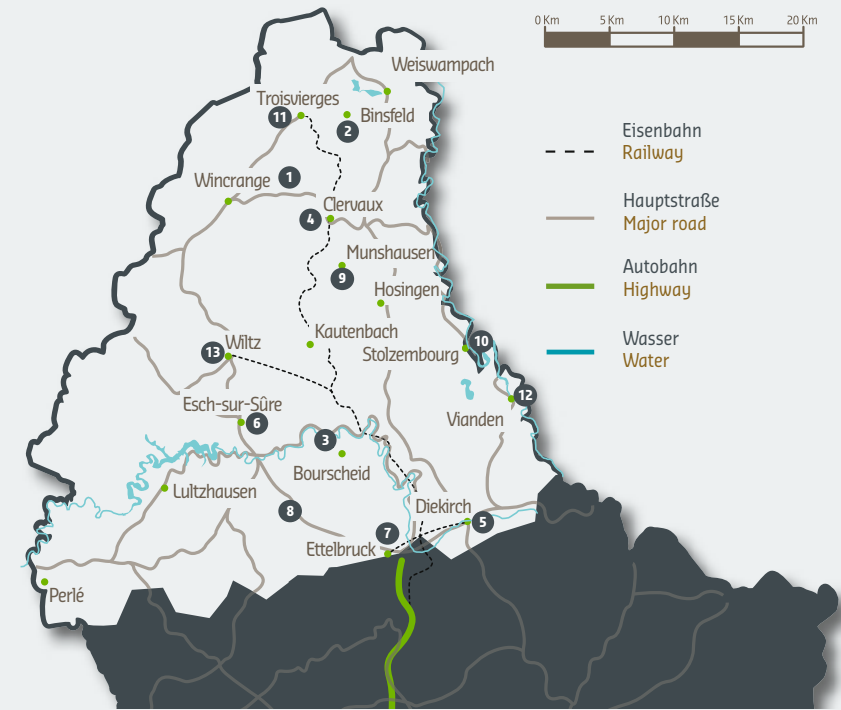 0 Km 5 Km 10 Km 15 Km 20 Km
Weiswampach
Troisvierges
11
2
Binsfeld
1
Wincrange
Clervaux
4
Munshausen
9
Hosingen
Kautenbach
10
Stolzembourg
Wiltz
13
12
Vianden
Esch-sur-Sûre
6
3
Bourscheid
Lultzhausen
8
Diekirch
5
7
Ettelbruck
Perlé
Eisenbahn
Railway
Hauptstraße
Major road
Autobahn
Highway
Wasser
Water